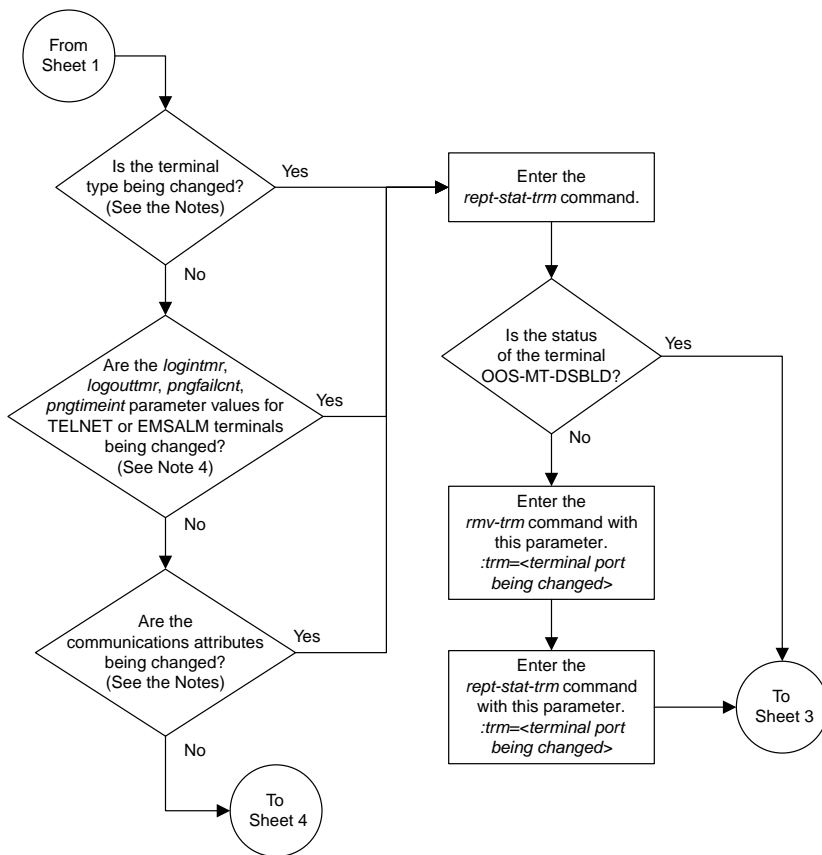 From
Sheet 1
Is the terminal
type being changed?
(See the Notes)
Yes
No
Are the logintmr,
logouttmr, pngfailcnt,
pngtimeint parameter values for
TELNET or EMSALM terminals
being changed?
(See Note 4)
Yes
No
Are the
communications attributes
being changed?
(See the Notes)
Yes
No
To
Sheet 4
Enter the
rept-stat-trm command.
Is the status
of the terminal
OOS-MT-DSBLD?
Yes
No
Enter the
rmv-trm command with
this parameter.
:trm=<terminal port
being changed>
Enter the
rept-stat-trm command
with this parameter.
:trm=<terminal port
being changed>
To
Sheet 3